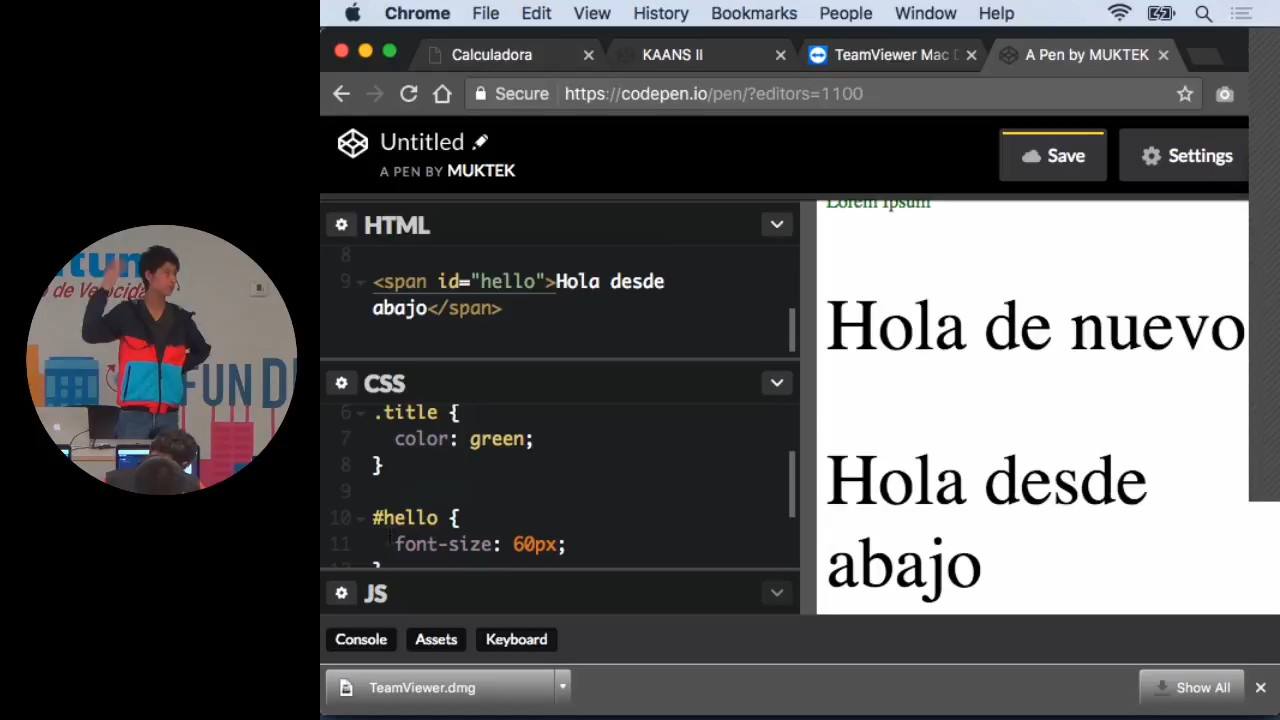 Chrome File Edit View History Bookmarks People Window Help
Calculadora
KAANS II
TeamViewer Mac
A Pen by MUKTEK
Secure
https://codepen.io/pen/?editors=1100
Untitled
A PEN BY MUKTEK
Save
Settings
HTML
8
9 <span id="hello">Hola desde
abajo</span>
CSS
6 .title {
7 color: green;
8 }
9
10 #hello {
11 font-size: 60px;
}
JS
Console Assets Keyboard
TeamViewer.dmg
Show All
Lorem Ipsum
Hola de nuevo
Hola desde
abajo
o de Velocida
FUN D